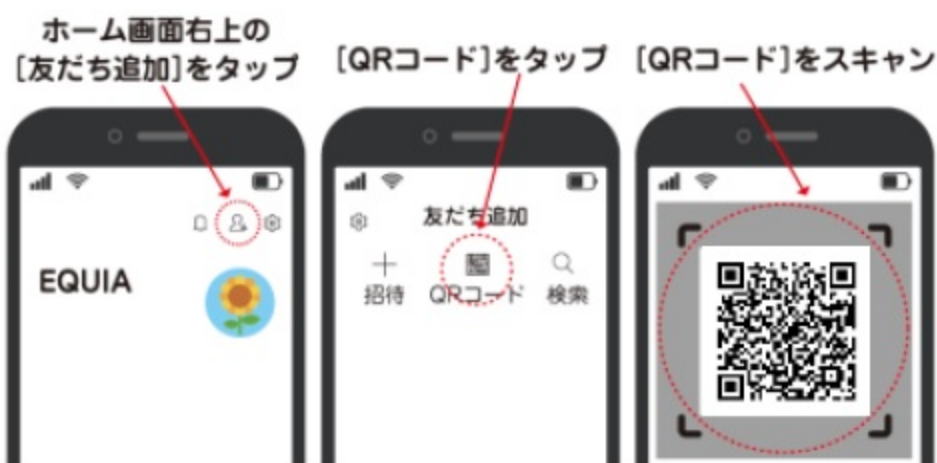 ホーム画面右上の
[友だち追加]をタップ
[QRコード]をタップ
[QRコード]をスキャン
EQUIA
友だち追加
招待
QRコード
検索